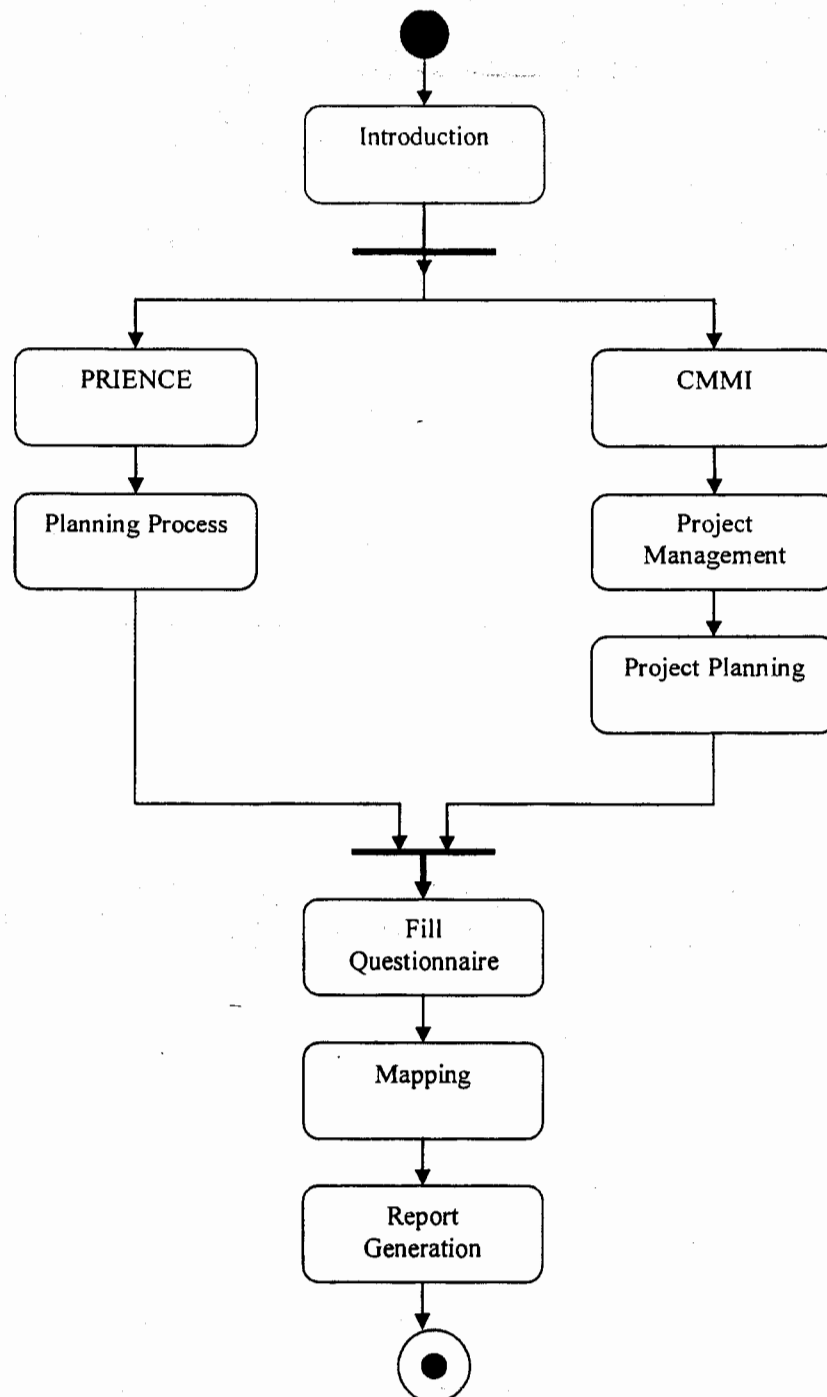 Introduction
PRIENCE
CMMI
Planning Process
Project
Management
Project Planning
Fill
Questionnaire
Mapping
Report
Generation